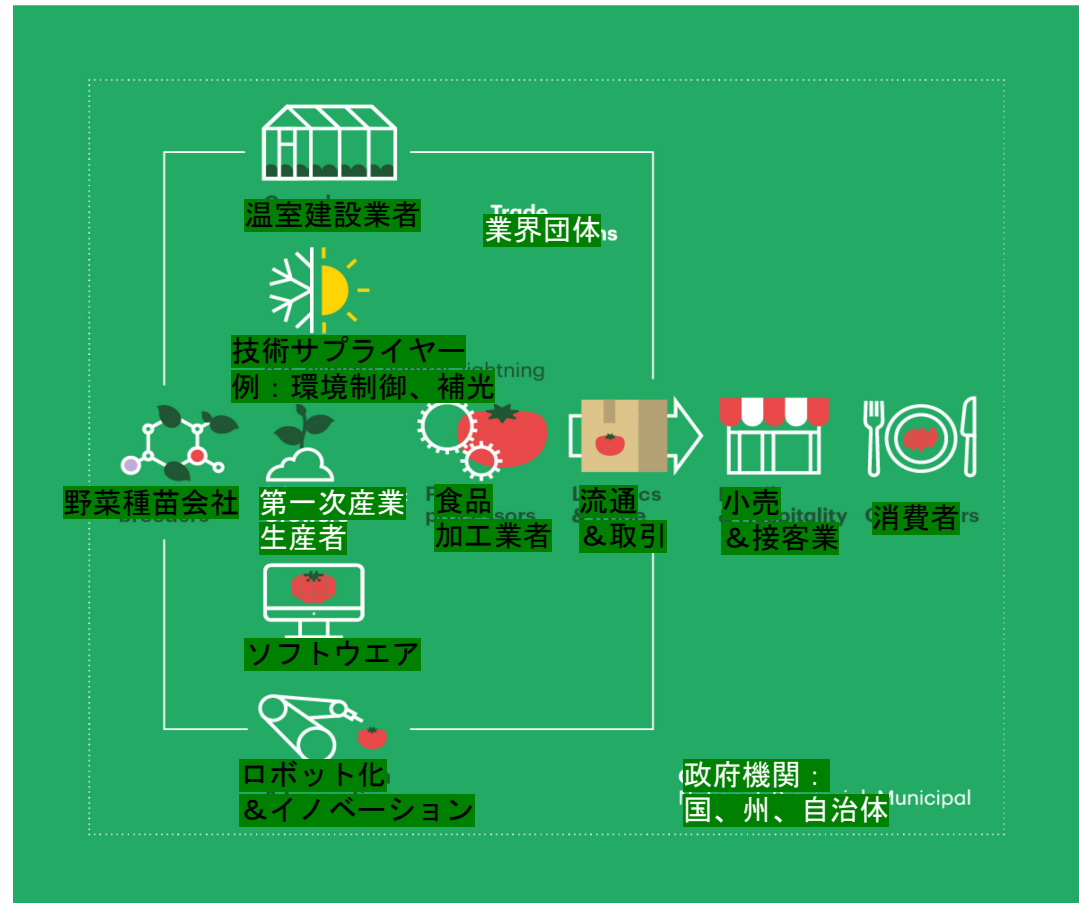 温室建設業者
Trade
業界団体
技術サプライヤー
例：環境制御、補光
野菜種苗会社
第一次産業
生産者
食品
加工業者
流通
＆取引
小売
＆接客業
消費者
ソフトウエア
ロボット化
＆イノベーション
政府機関：
国、州、自治体 Municipal